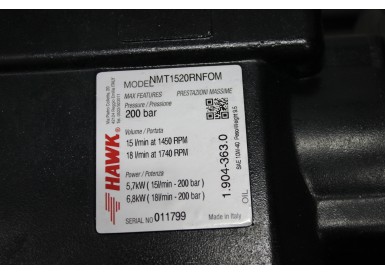 MODEL NMT1520RNFOM
MAX FEATURES PRESTAZIONI MASSIME
Pressure / Pressione
200 bar
Volume / Portata
15 l/min at 1450 RPM
18 l/min at 1740 RPM
Power / Potenza
5,7kW ( 15l/min - 200 bar )
6,8kW ( 18l/min - 200 bar )
SERIAL NO 011799 Made in Italy
HAWK
1.904-363.0
OIL